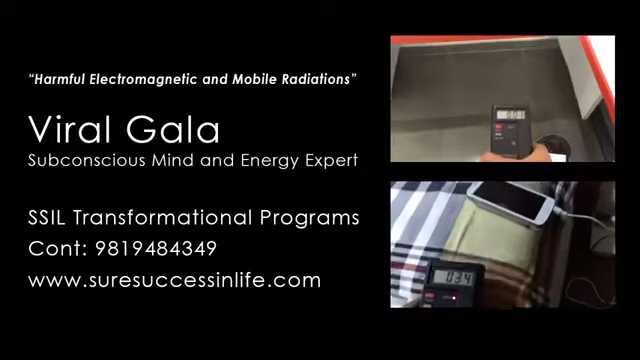 “Harmful Electromagnetic and Mobile Radiations”
Viral Gala
Subconscious Mind and Energy Expert
SSIL Transformational Programs
Cont: 9819484349
www.suresuccessinlife.com